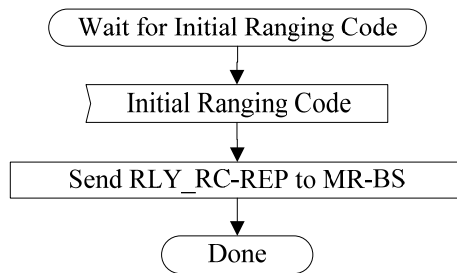 Wait for Initial Ranging Code
Initial Ranging Code
Send RLY_RC-REP to MR-BS
Done